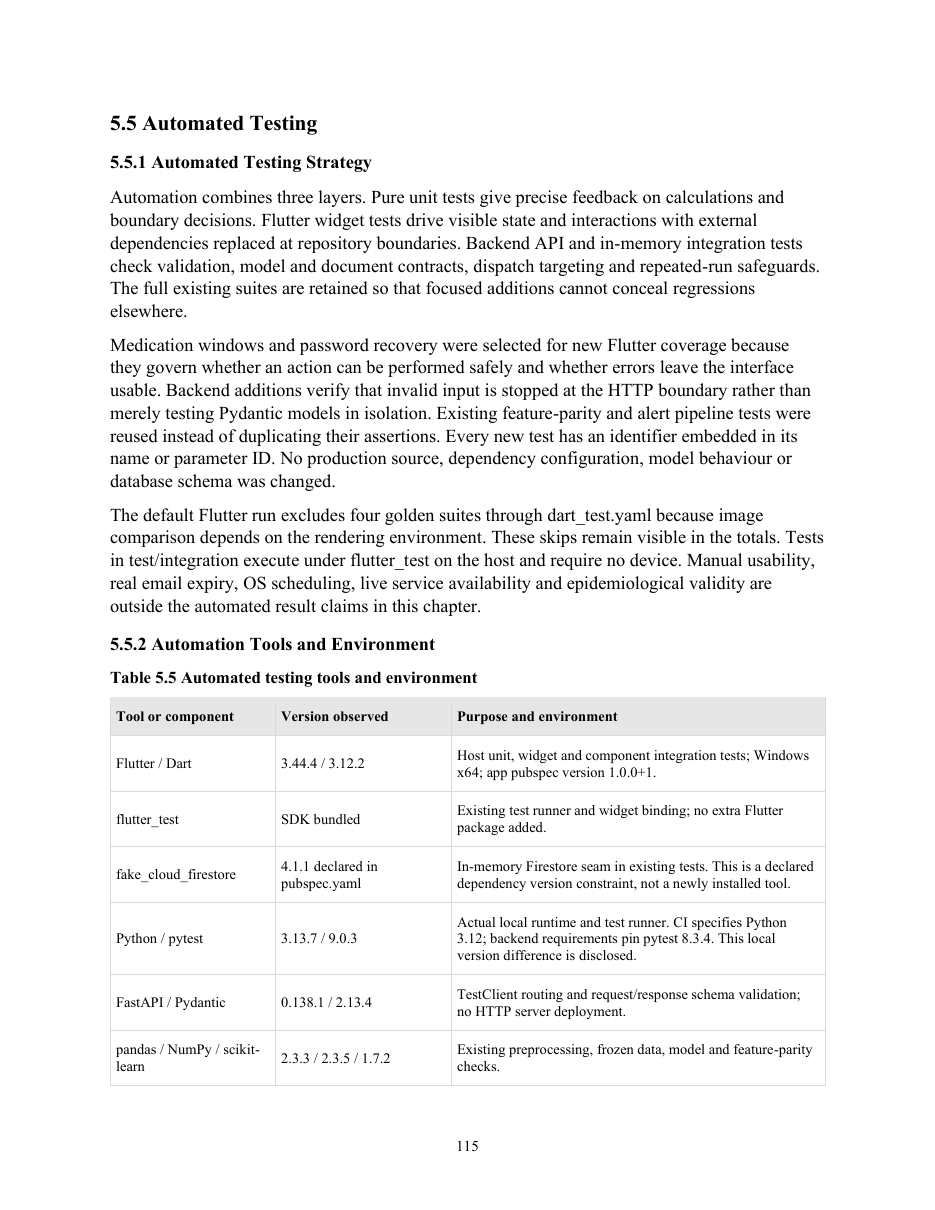 5.5 Automated Testing
5.5.1 Automated Testing Strategy
Automation combines three layers. Pure unit tests give precise feedback on calculations and
boundary decisions. Flutter widget tests drive visible state and interactions with external
dependencies replaced at repository boundaries. Backend API and in-memory integration tests
check validation, model and document contracts, dispatch targeting and repeated-run safeguards.
The full existing suites are retained so that focused additions cannot conceal regressions
elsewhere.
Medication windows and password recovery were selected for new Flutter coverage because
they govern whether an action can be performed safely and whether errors leave the interface
usable. Backend additions verify that invalid input is stopped at the HTTP boundary rather than
merely testing Pydantic models in isolation. Existing feature-parity and alert pipeline tests were
reused instead of duplicating their assertions. Every new test has an identifier embedded in its
name or parameter ID. No production source, dependency configuration, model behaviour or
database schema was changed.
The default Flutter run excludes four golden suites through dart_test.yaml because image
comparison depends on the rendering environment. These skips remain visible in the totals. Tests
in test/integration execute under flutter_test on the host and require no device. Manual usability,
real email expiry, OS scheduling, live service availability and epidemiological validity are
outside the automated result claims in this chapter.
5.5.2 Automation Tools and Environment
Table 5.5 Automated testing tools and environment
Tool or component Version observed Purpose and environment
Flutter / Dart 3.44.4 / 3.12.2 Host unit, widget and component integration tests; Windows
x64; app pubspec version 1.0.0+1.
flutter_test SDK bundled Existing test runner and widget binding; no extra Flutter
package added.
fake_cloud_firestore 4.1.1 declared in
pubspec.yaml In-memory Firestore seam in existing tests. This is a declared
dependency version constraint, not a newly installed tool.
Python / pytest 3.13.7 / 9.0.3 Actual local runtime and test runner. CI specifies Python
3.12; backend requirements pin pytest 8.3.4. This local
version difference is disclosed.
FastAPI / Pydantic 0.138.1 / 2.13.4 TestClient routing and request/response schema validation;
no HTTP server deployment.
pandas / NumPy / scikit-
learn 2.3.3 / 2.3.5 / 1.7.2 Existing preprocessing, frozen data, model and feature-parity
checks.
115